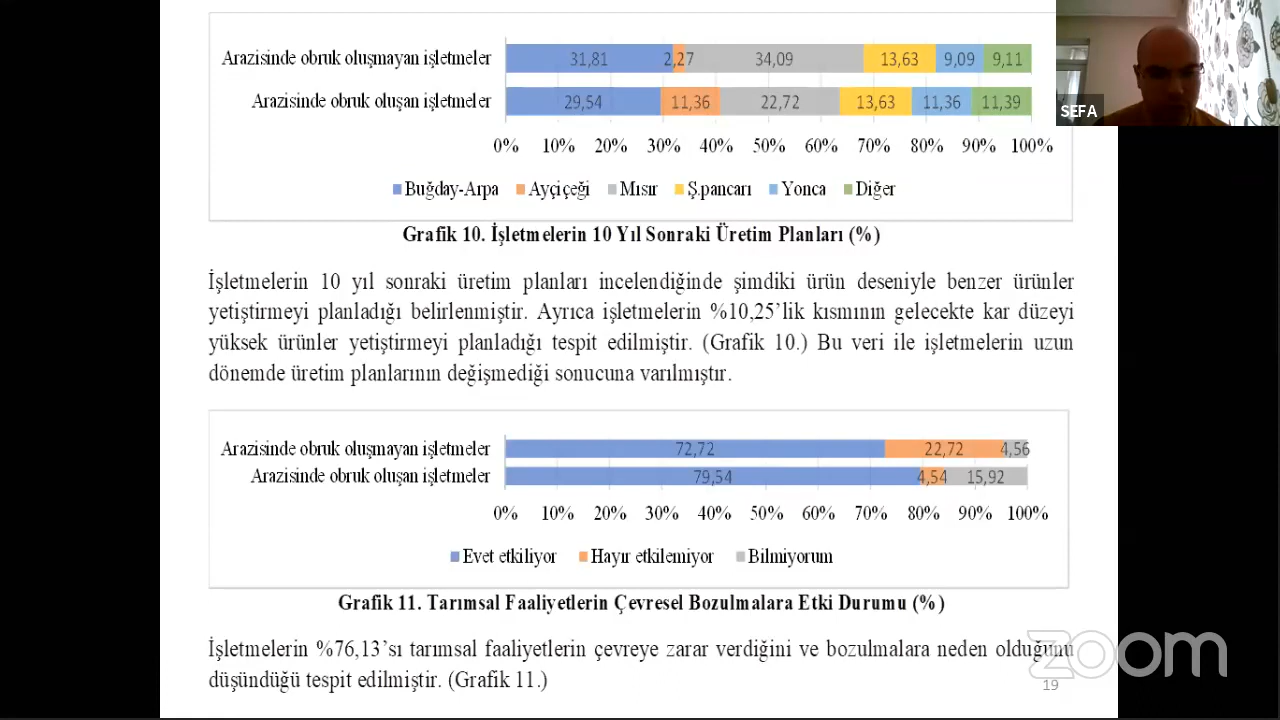 Arazisinde obruk oluşmayan işletmeler 31,81 2,27 34,09 13,63 9,09 9,11
Arazisinde obruk oluşan işletmeler 29,54 11,36 22,72 13,63 11,36 11,39
SEFA
0% 10% 20% 30% 40% 50% 60% 70% 80% 90% 100%
Buğday-Arpa Ayçiçeği Mısır Ş.pancarı Yonca Diğer
Grafik 10. İşletmelerin 10 Yıl Sonraki Üretim Planları (%)
İşletmelerin 10 yıl sonraki üretim planları incelendiğinde şimdiki ürün deseniyle benzer ürünler
yetiştirmeyi planladığı belirlenmiştir. Ayrıca işletmelerin %10,25’lik kısmının gelecekte kar düzeyi
yüksek ürünler yetiştirmeyi planladığı tespit edilmiştir. (Grafik 10.) Bu veri ile işletmelerin uzun
dönemde üretim planlarının değişmediği sonucuna varılmıştır.
Arazisinde obruk oluşmayan işletmeler 72,72 22,72 4,56
Arazisinde obruk oluşan işletmeler 79,54 4,54 15,92
0% 10% 20% 30% 40% 50% 60% 70% 80% 90% 100%
Evet etkiliyor Hayır etkilemiyor Bilmiyorum
Grafik 11. Tarımsal Faaliyetlerin Çevresel Bozulmalara Etki Durumu (%)
İşletmelerin %76,13’sı tarımsal faaliyetlerin çevreye zarar verdiğini ve bozulmalara neden olduğunu
düşündüğü tespit edilmiştir. (Grafik 11.)
zoom
19